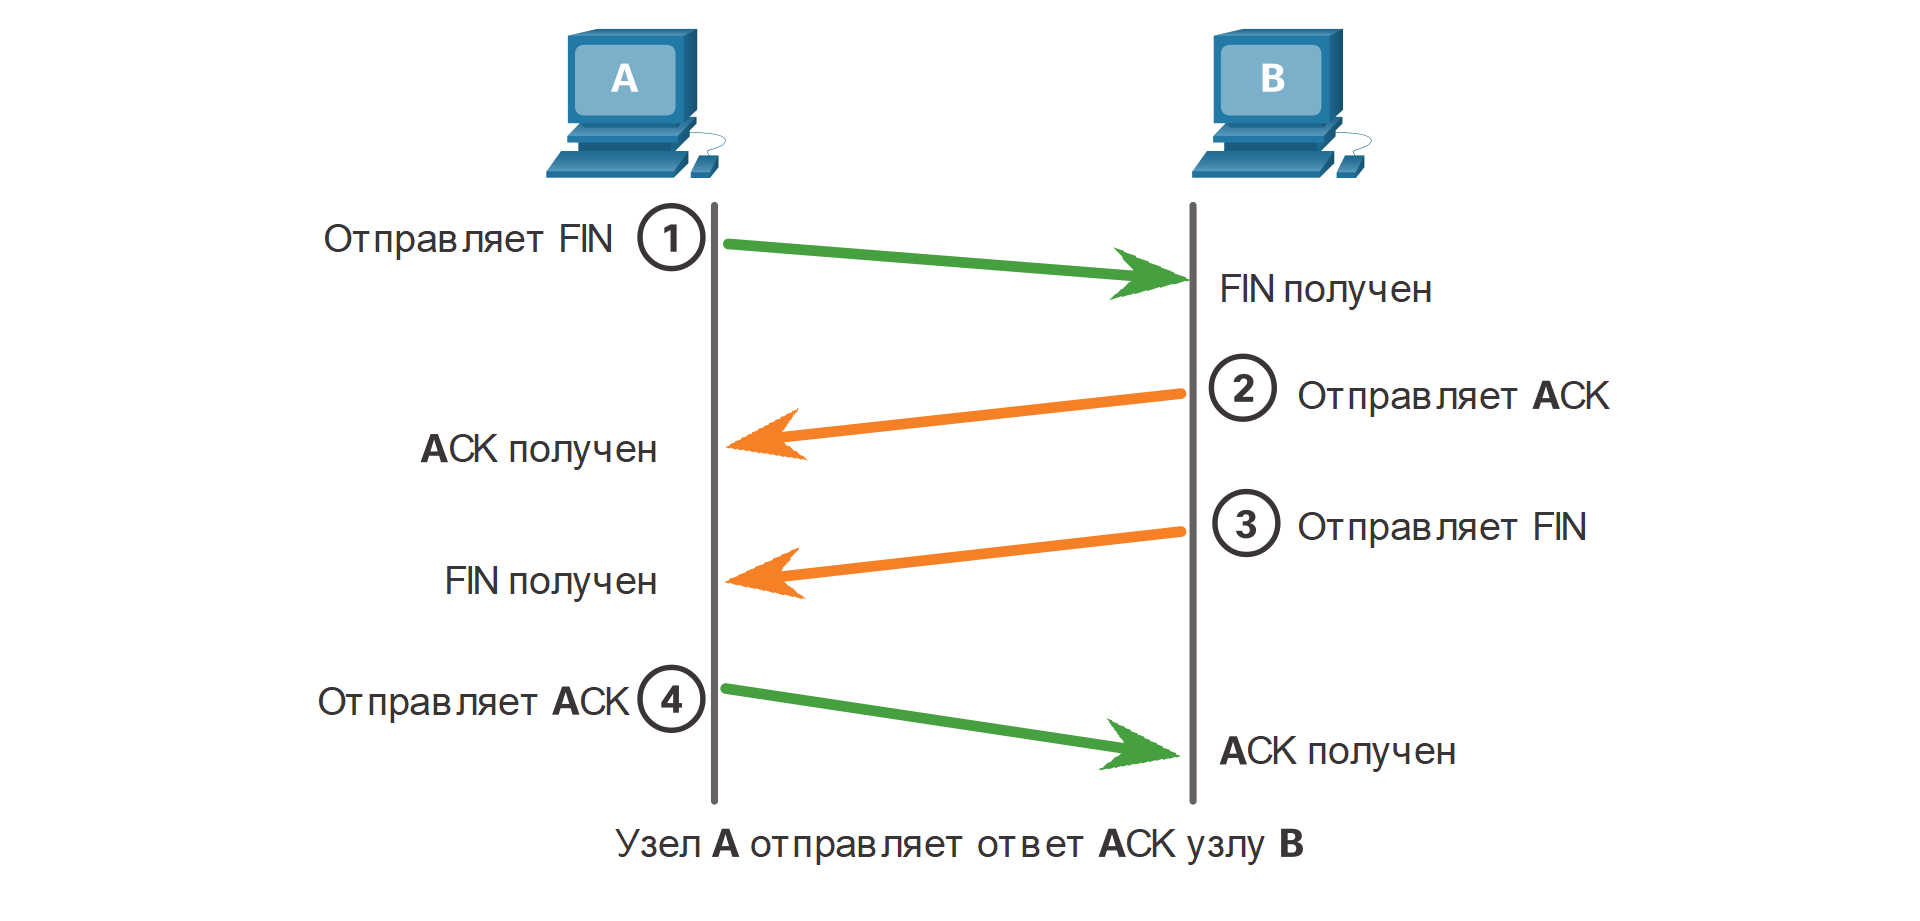 A
B
Отправляет FIN
1
FIN получен
2
Отправляет ACK
ACK получен
3
Отправляет FIN
FIN получен
Отправляет ACK
4
ACK получен
Узел A отправляет ответ ACK узлу B